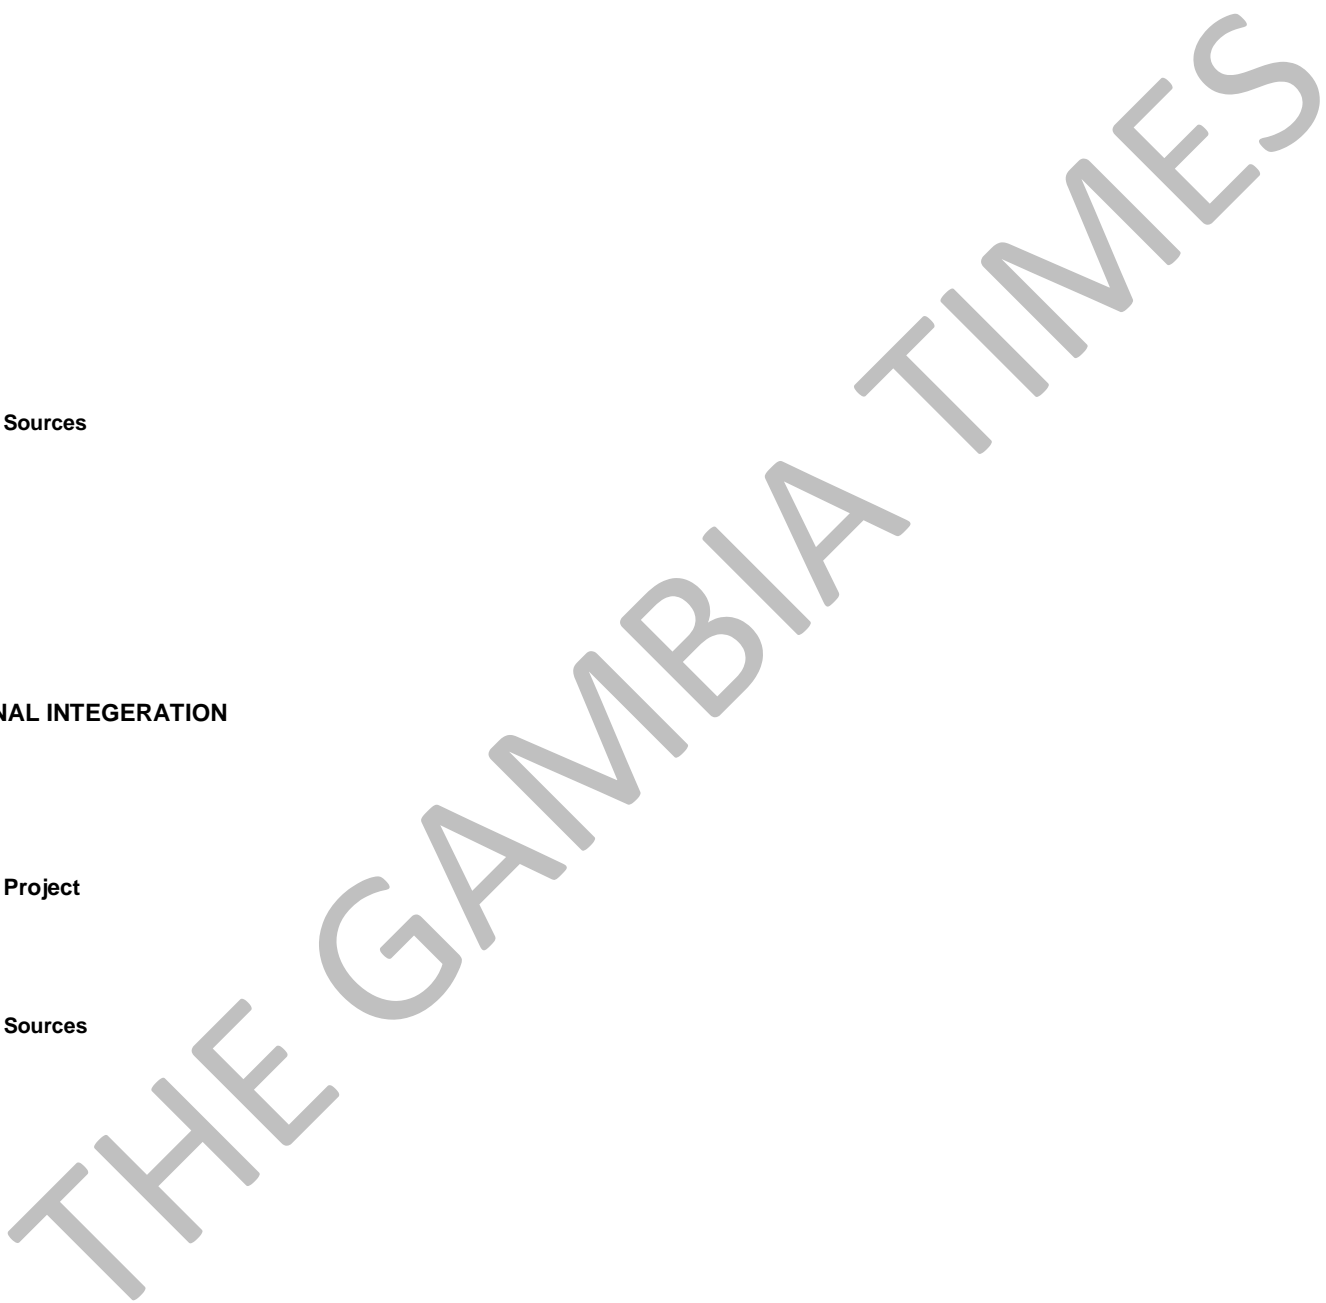 Sources
NAL INTEGERATION
Project
Sources
THE GAMBIA TIMES